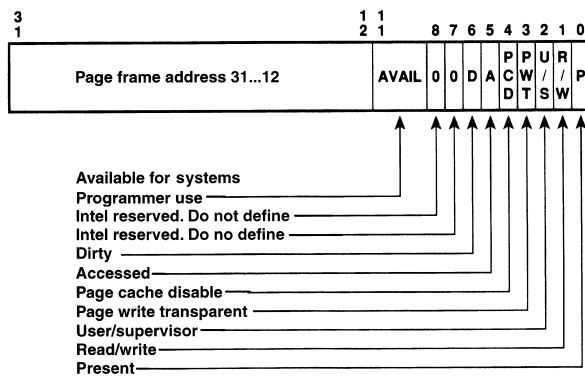 3 1 1 8 7 6 5 4 3 2 1 0
1 2 1
Page frame address 31...12 AVAIL 0 0 D A PCD PWT U/S R/W P
Available for systems
Programmer use
Intel reserved. Do not define
Intel reserved. Do no define
Dirty
Accessed
Page cache disable
Page write transparent
User/supervisor
Read/write
Present